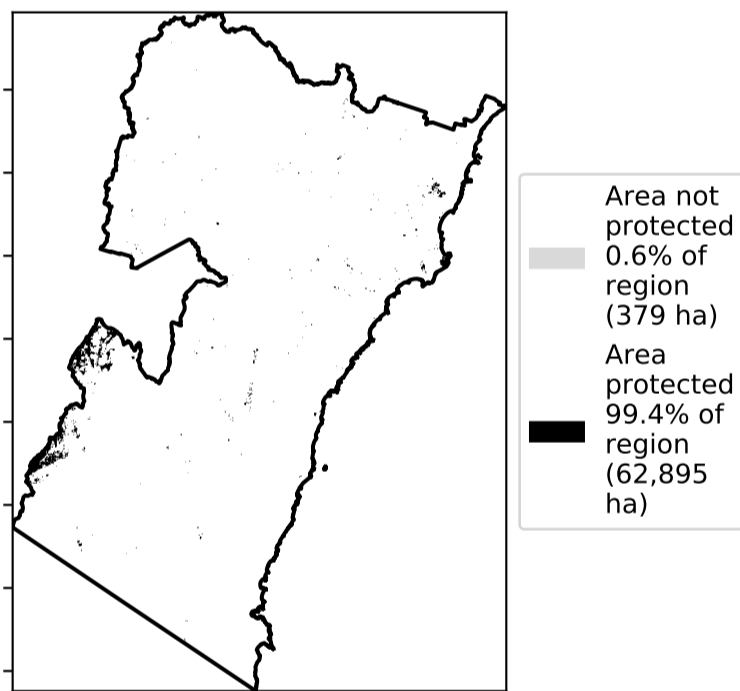 Area not
protected
0.6% of
region
(379 ha)
Area
protected
99.4% of
region
(62,895
ha)